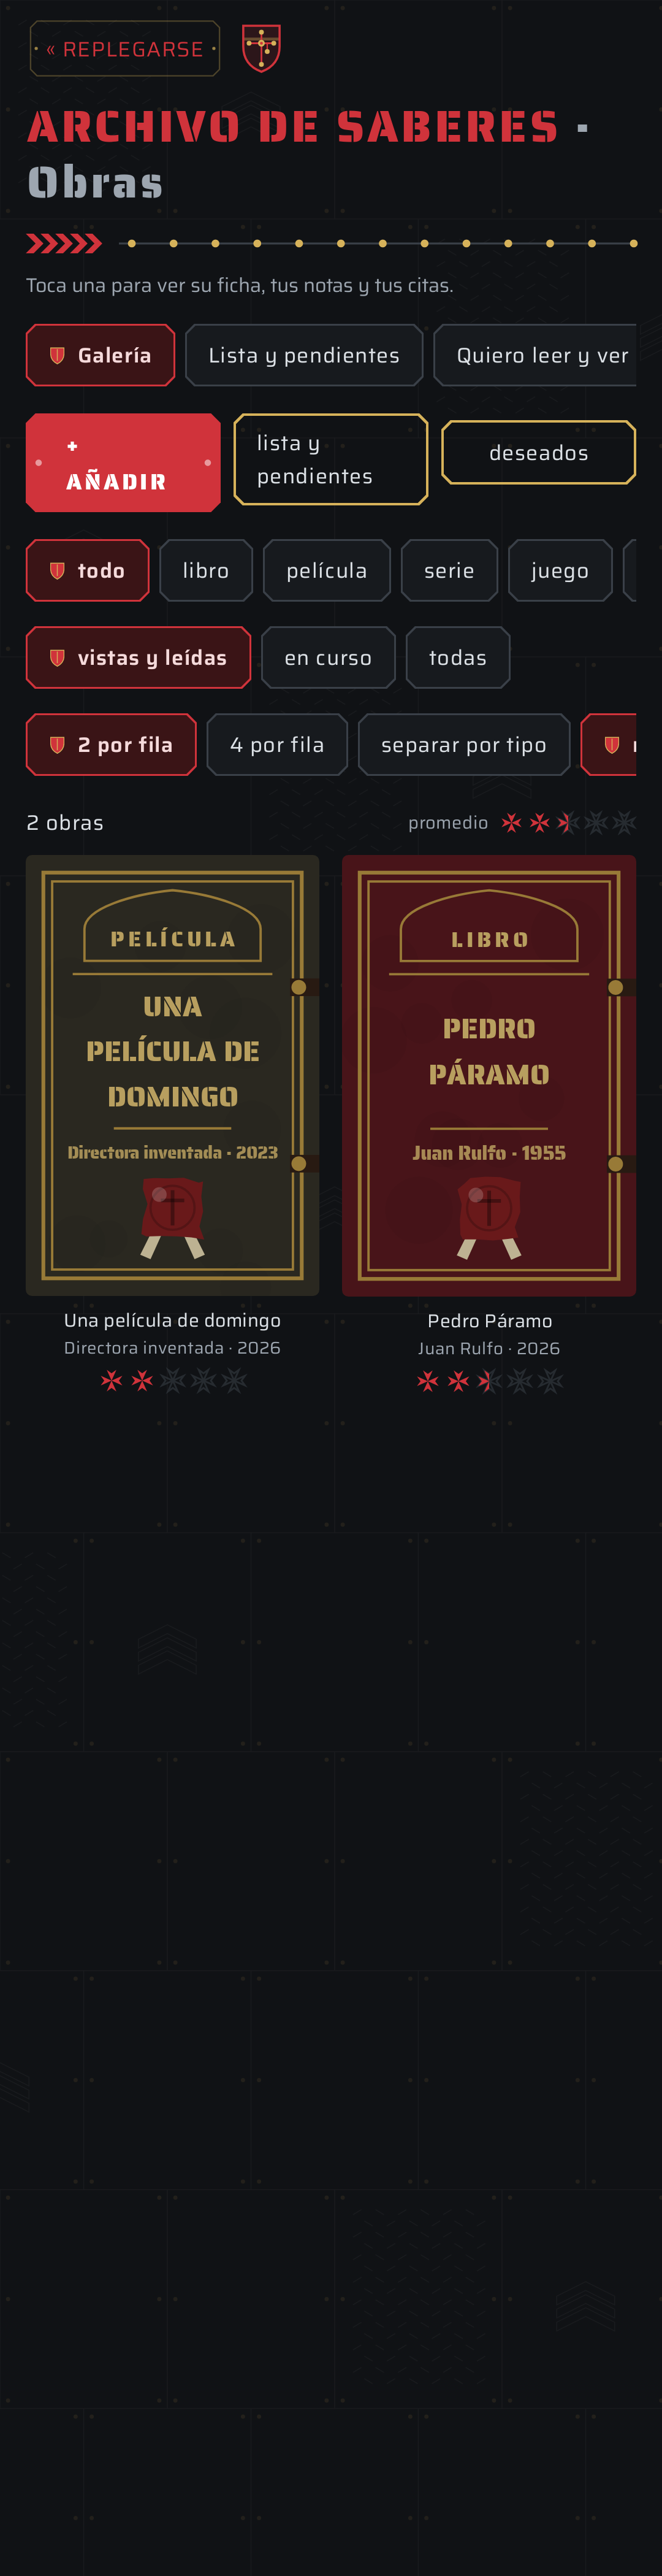 « REPLEGARSE
ARCHIVO DE SABERES -
Obras
Toca una para ver su ficha, tus notas y tus citas.
Galería Lista y pendientes Quiero leer y ver
+ AÑADIR lista y pendientes deseados
todo libro película serie juego
vistas y leídas en curso todas
2 por fila 4 por fila separar por tipo
2 obras promedio
PELÍCULA
UNA
PELÍCULA DE
DOMINGO
Directora inventada · 2023
LIBRO
PEDRO
PÁRAMO
Juan Rulfo · 1955
Una película de domingo
Directora inventada · 2026
Pedro Páramo
Juan Rulfo · 2026